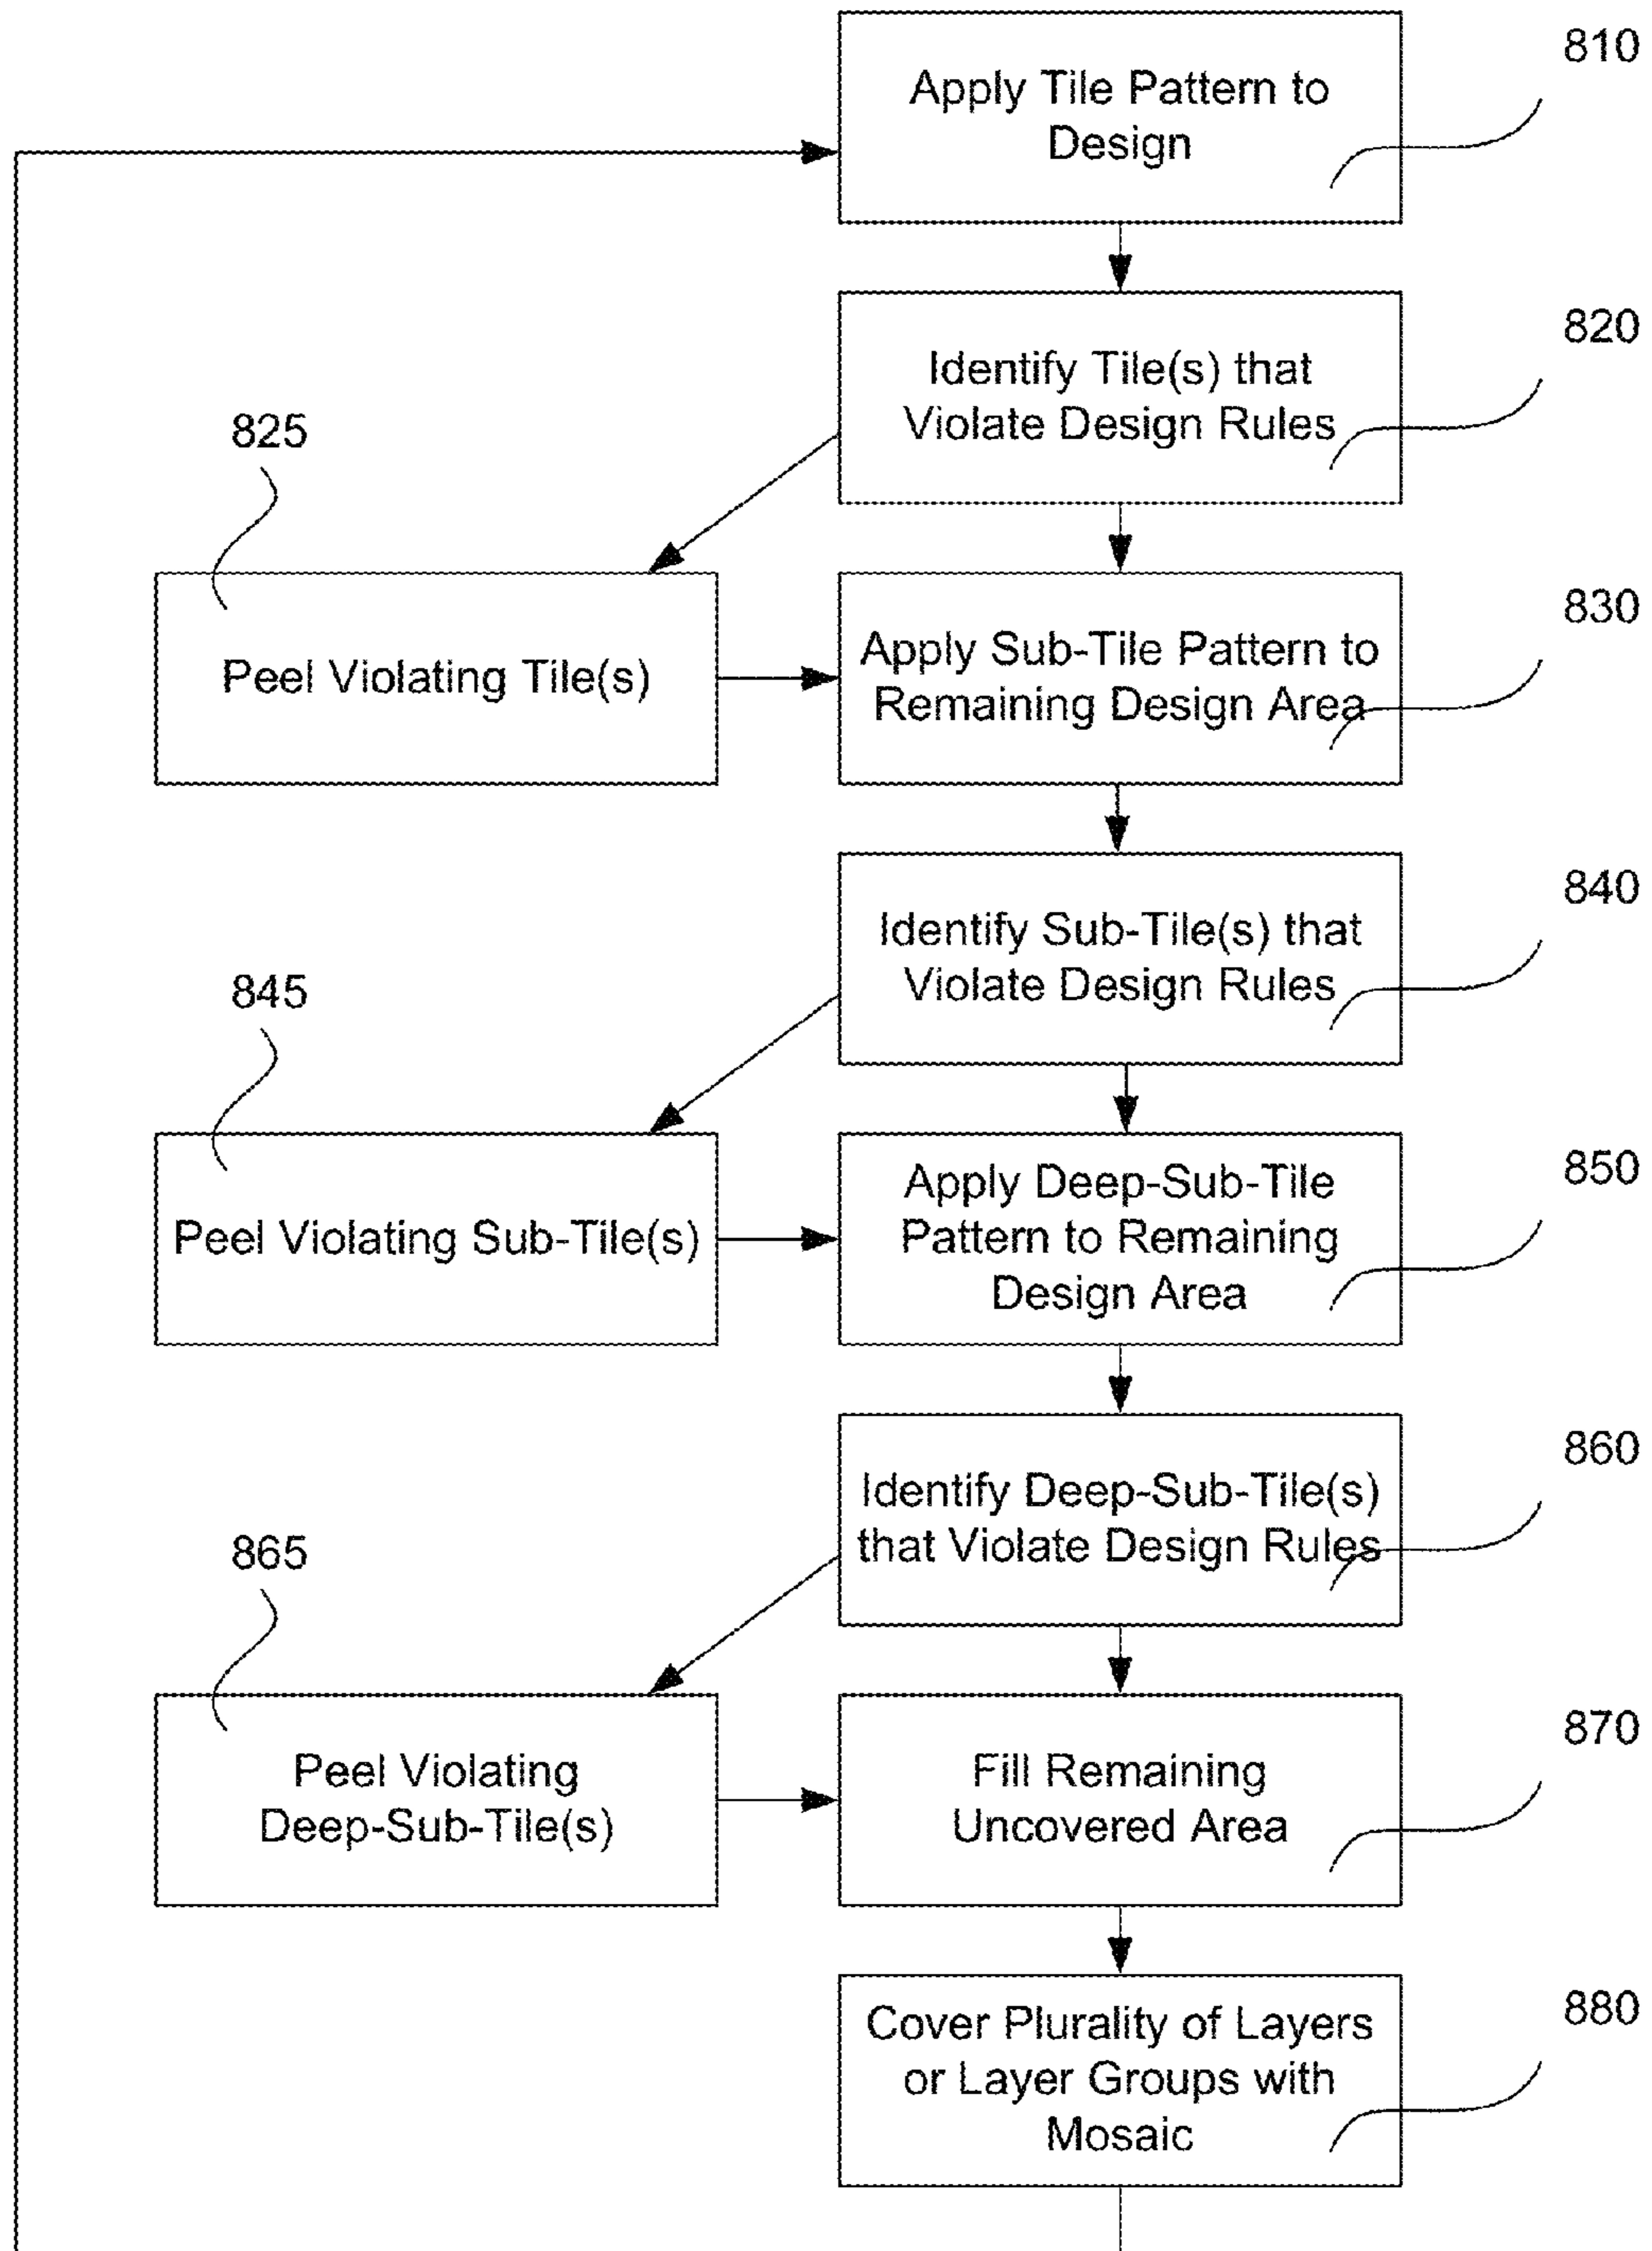 810
Apply Tile Pattern to
Design
820
Identify Tile(s) that
Violate Design Rules
825
830
Peel Violating Tile(s)
Apply Sub-Tile Pattern to
Remaining Design Area
840
Identify Sub-Tile(s) that
Violate Design Rules
845
850
Peel Violating Sub-Tile(s)
Apply Deep-Sub-Tile
Pattern to Remaining
Design Area
860
Identify Deep-Sub-Tile(s)
that Violate Design Rules
865
870
Peel Violating
Deep-Sub-Tile(s)
Fill Remaining
Uncovered Area
880
Cover Plurality of Layers
or Layer Groups with
Mosaic